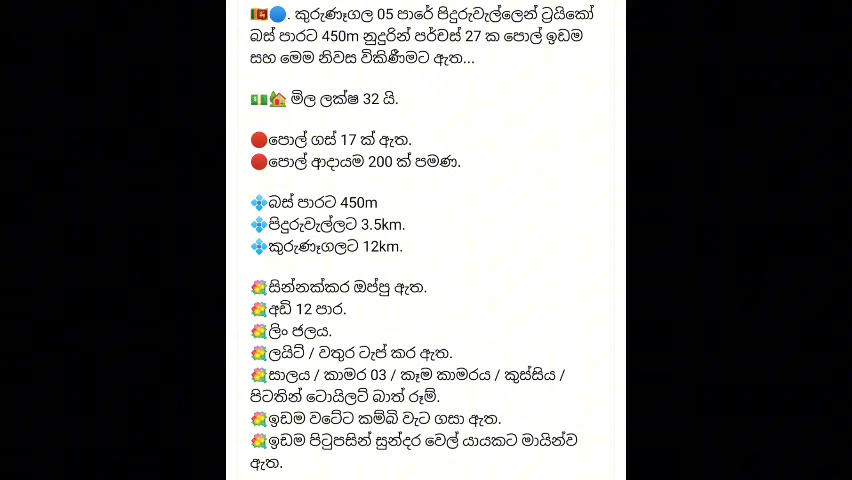 🇱🇰🔵. කුරුණෑගල 05 පාරේ පිදුරුවැල්ලෙන් ට්‍රයිකෝ
බස් පාරට 450m නුදුරින් පර්චස් 27 ක පොල් ඉඩම
සහ මෙම නිවස විකිණීමට ඇත...
💵🏡 මිල ලක්ෂ 32 යි.
🔴පොල් ගස් 17 ක් ඇත.
🔴පොල් ආදායම 200 ක් පමණ.
💠බස් පාරට 450m
💠පිදුරුවැල්ලට 3.5km.
💠කුරුණෑගලට 12km.
💐සින්නක්කර ඔප්පු ඇත.
💐අඩි 12 පාර.
💐ලිං ජලය.
💐ලයිට් / වතුර ටැප් කර ඇත.
💐සාලය / කාමර 03 / කෑම කාමරය / කුස්සිය /
පිටතින් ටොයිලට් බාත් රූම්.
💐ඉඩම වටේට කම්බි වැට ගසා ඇත.
💐ඉඩම පිටුපසින් සුන්දර වෙල් යායකට මායින්ව
ඇත.